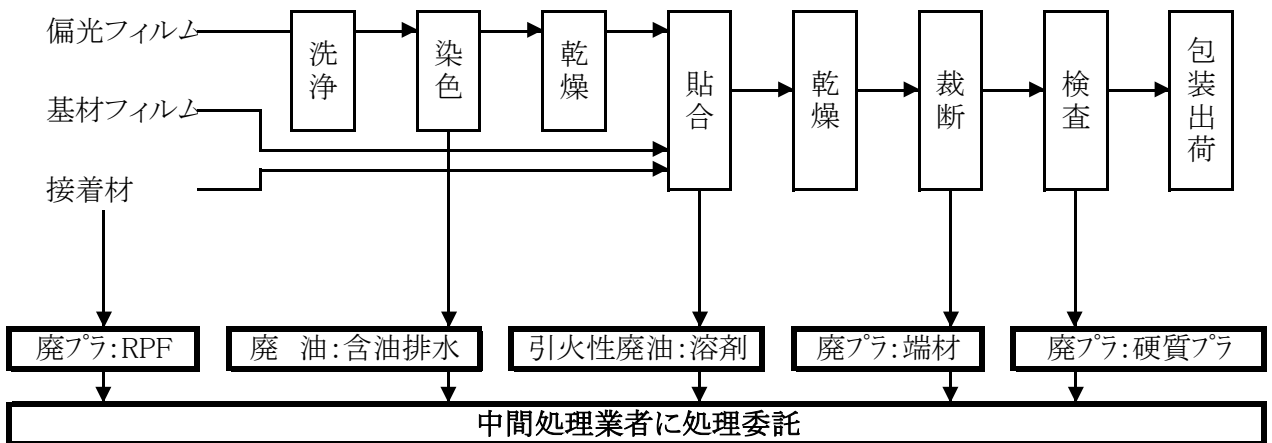 偏光フィルム
洗浄
染色
乾燥
基材フィルム
接着材
貼合
乾燥
裁断
検査
包装出荷
廃プラ:RPF
廃 油:含油排水
引火性廃油:溶剤
廃プラ:端材
廃プラ:硬質プラ
中間処理業者に処理委託